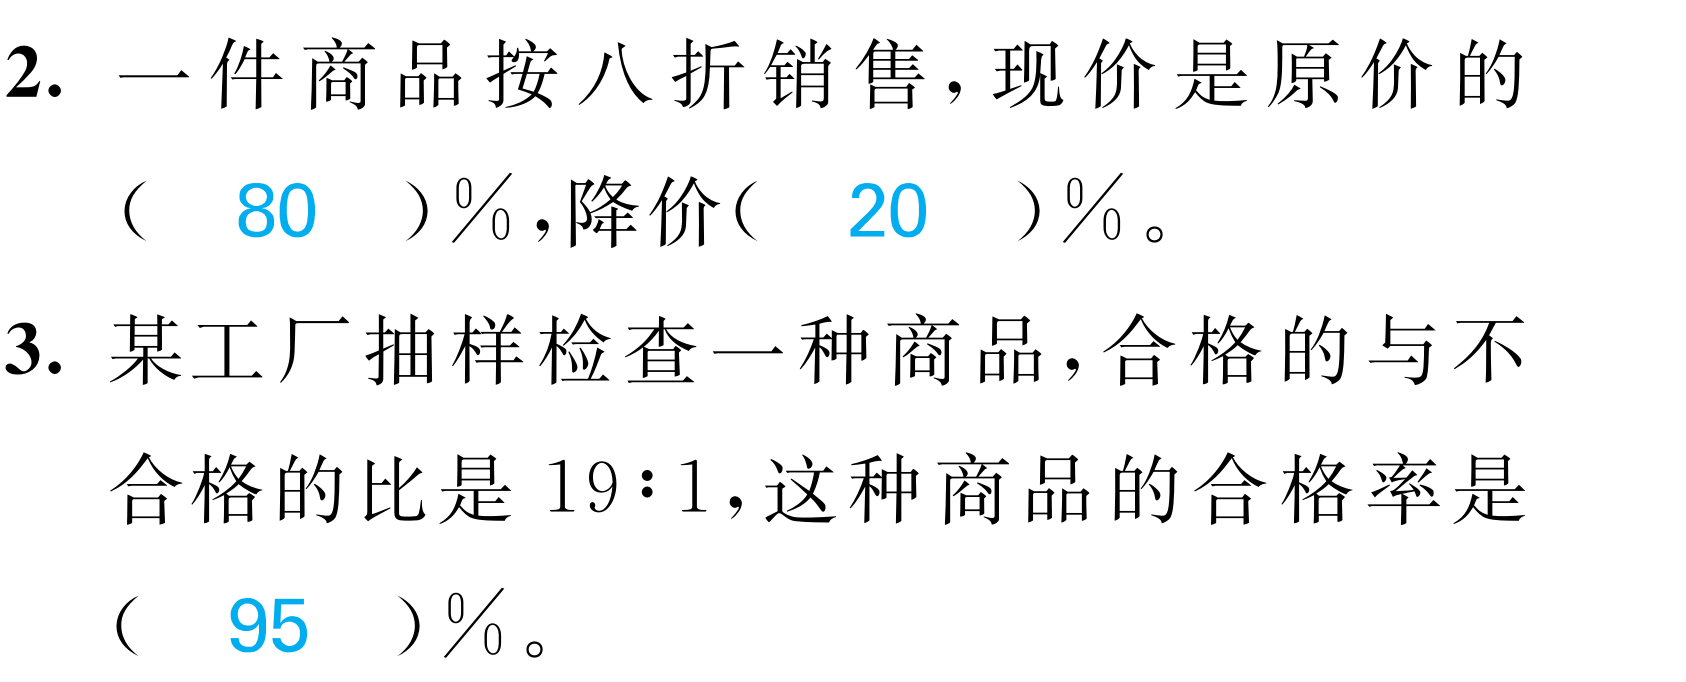 2. 一件商品按八折销售,现价是原价的
( 80 )%,降价( 20 )%。
3. 某工厂抽样检查一种商品,合格的与不
合格的比是 19∶1,这种商品的合格率是
( 95 )%。